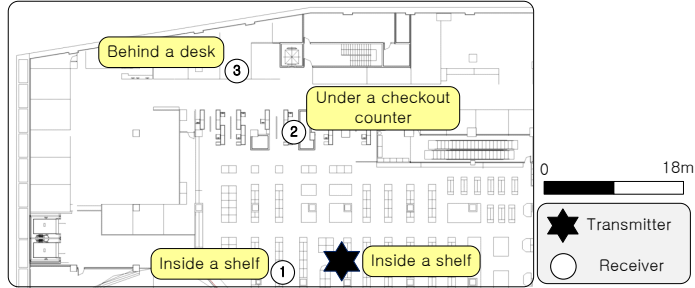 Behind a desk
3
Under a checkout
counter
2
0
18m
Inside a shelf
1
Inside a shelf
Transmitter
Receiver